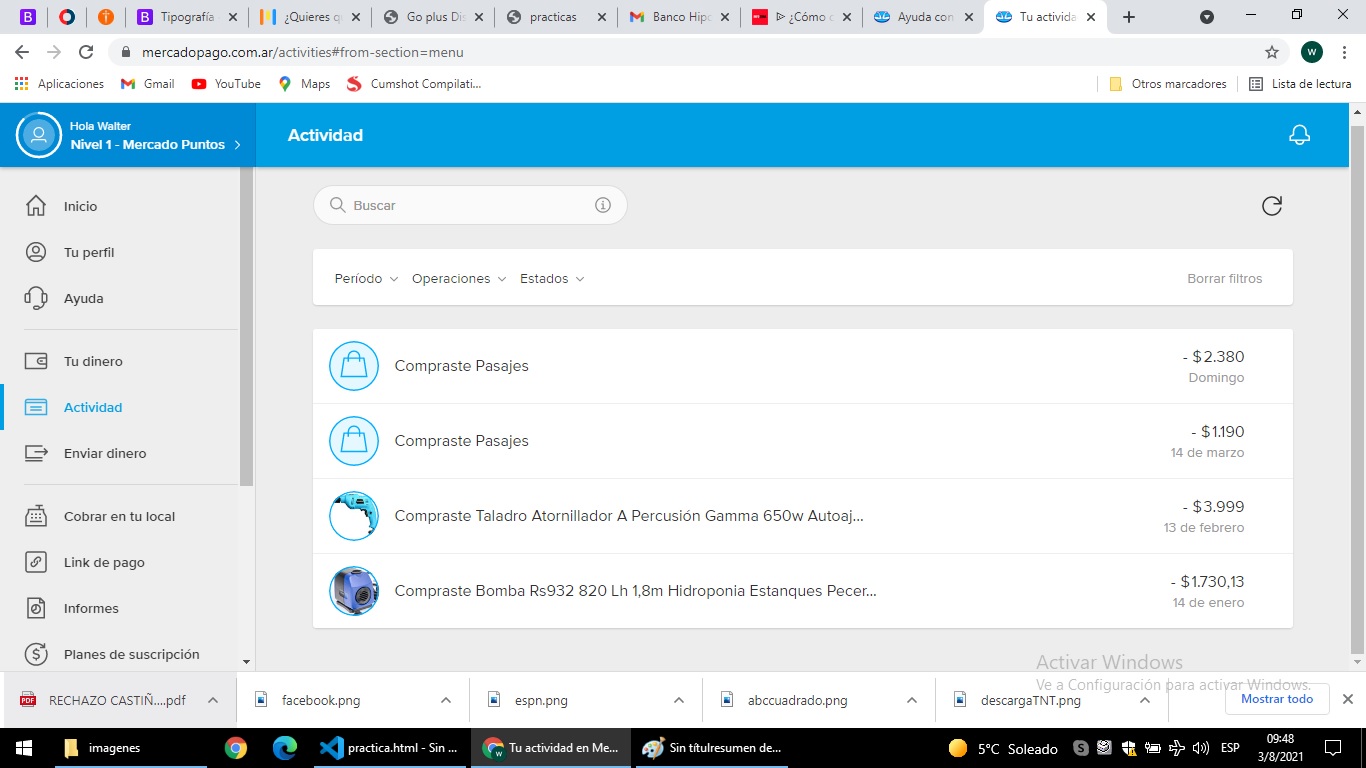 Tipografía
¿Quieres q
Go plus Dis
practicas
Banco Hipo
¿Cómo c
Ayuda con
Tu activida
mercadopago.com.ar/activities#from-section=menu
W
Aplicaciones
Gmail
YouTube
Maps
Cumshot Compilati...
Otros marcadores
Lista de lectura
Hola Walter
Nivel 1 - Mercado Puntos
Actividad
Inicio
Tu perfil
Ayuda
Tu dinero
Actividad
Enviar dinero
Cobrar en tu local
Link de pago
Informes
Planes de suscripción
Buscar
Período
Operaciones
Estados
Borrar filtros
Compraste Pasajes
- $2.380
Domingo
Compraste Pasajes
- $1.190
14 de marzo
Compraste Taladro Atornillador A Percusión Gamma 650w Autoaj...
- $3.999
13 de febrero
Compraste Bomba Rs932 820 Lh 1,8m Hidroponia Estanques Pecer...
- $1.730,13
14 de enero
Activar Windows
Ve a Configuración para activar Windows.
PDF
RECHAZO CASTIÑ....pdf
facebook.png
espn.png
abccuadrado.png
descargaTNT.png
Mostrar todo
imagenes
practica.html - Sin ...
Tu actividad en Me...
Sin títulresumen de...
5°C Soleado
ESP
09:48
3/8/2021